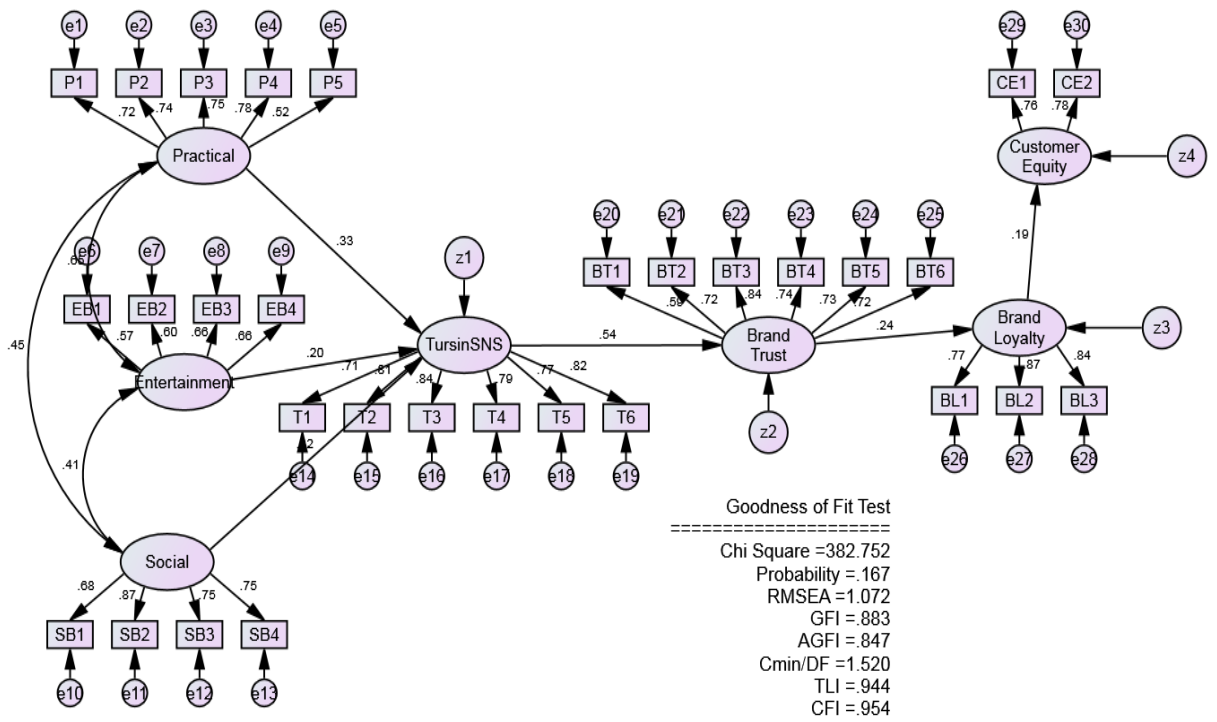 e1 e2 e3 e4 e5
P1 P2 P3 P4 P5
.72 .74 .75 .78 .52
Practical
e29 e30
CE1 CE2
.76 .78
Customer
Equity
z4
.19
.33
z1
e6 e7 e8 e9
EB1 EB2 EB3 EB4
.57 .60 .66 .66
Entertainment
.45
.41
.20
TursinSNS
.71 .81 .84 .79 .77 .82
T1 T2 T3 T4 T5 T6
e14 e15 e16 e17 e18 e19
.54
e20 e21 e22 e23 e24 e25
BT1 BT2 BT3 BT4 BT5 BT6
.59 .72 .84 .74 .73 .72
Brand
Trust
z2
.24
Brand
Loyalty
z3
.77 .87 .84
BL1 BL2 BL3
e26 e27 e28
Social
.68 .87 .75 .75
SB1 SB2 SB3 SB4
e10 e11 e12 e13
Goodness of Fit Test
=====================
Chi Square =382.752
Probability =.167
RMSEA =1.072
GFI =.883
AGFI =.847
Cmin/DF =1.520
TLI =.944
CFI =.954